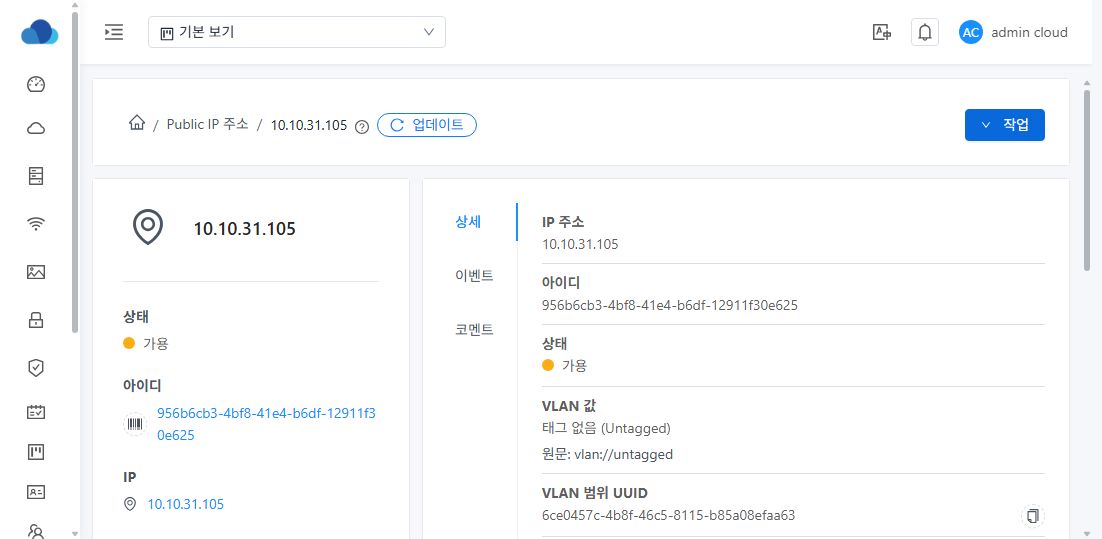 기본 보기
AC admin cloud
/ Public IP 주소 / 10.10.31.105 업데이트
작업
10.10.31.105
상태
가용
아이디
956b6cb3-4bf8-41e4-b6df-12911f3
0e625
IP
10.10.31.105
상세
이벤트
코멘트
IP 주소
10.10.31.105
아이디
956b6cb3-4bf8-41e4-b6df-12911f30e625
상태
가용
VLAN 값
태그 없음 (Untagged)
원문: vlan://untagged
VLAN 범위 UUID
6ce0457c-4b8f-46c5-8115-b85a08efaa63